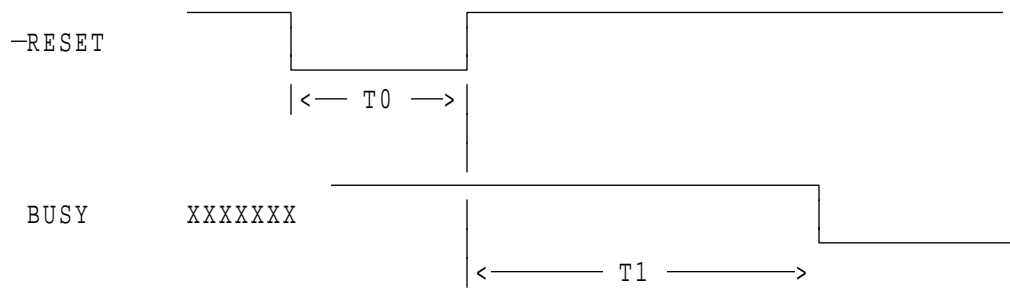 -RESET
<-- T0 -->
BUSY XXXXXXX
<-- T1 -->